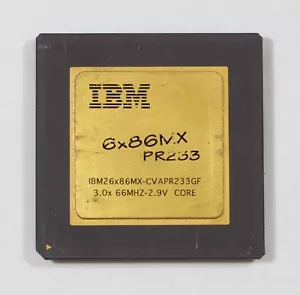 IBM
6x86MX
PR233
IBM26x86MX-CVAPR233GF
3.0x 66MHZ-2.9V CORE